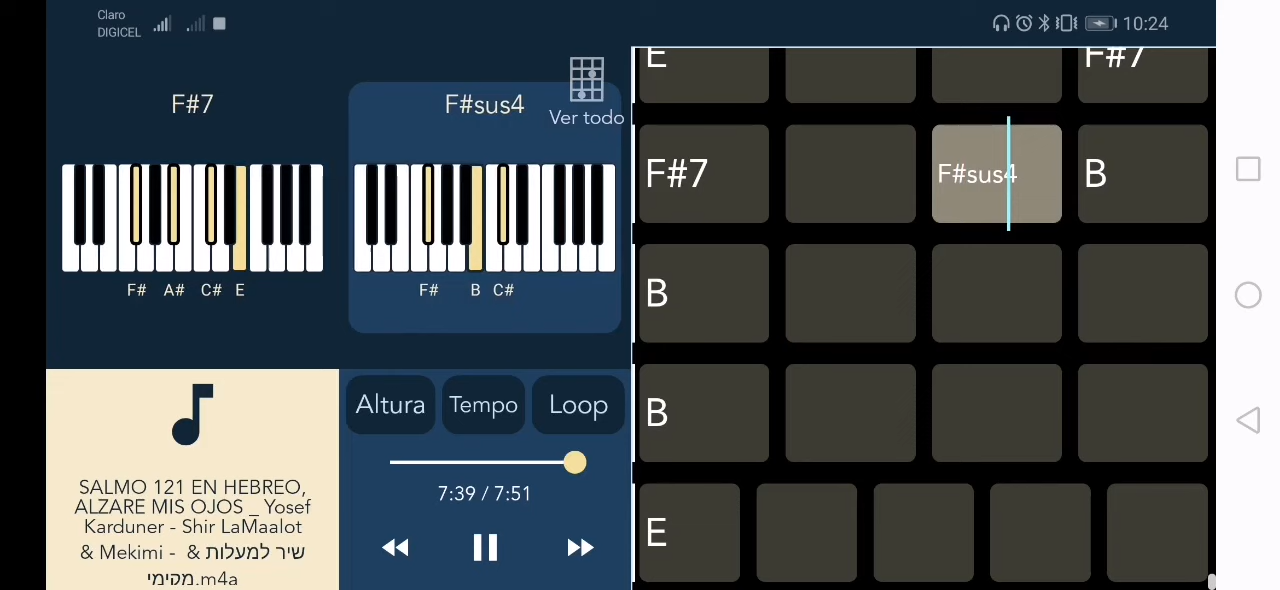 Claro
DIGICEL
10:24
F#7
F#sus4
Ver todo
F# A# C# E
F# B C#
Altura
Tempo
Loop
7:39 / 7:51
SALMO 121 EN HEBREO,
ALZARE MIS OJOS _ Yosef
Karduner - Shir LaMaalot
& Mekimi - שיר למעלות &
מקימי.m4a
E F#7
F#7 F#sus4 B
B
B
E